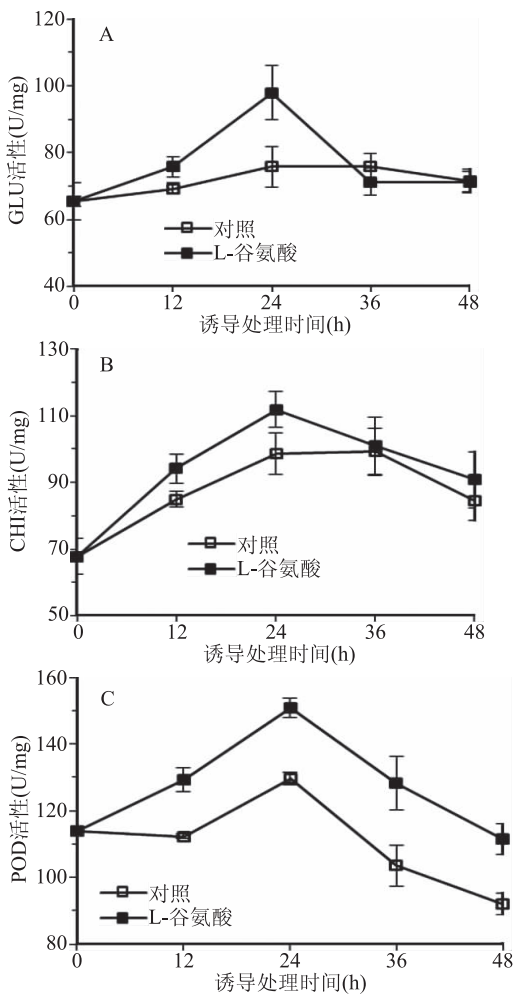 A
120
100
80
60
40
GLU活性(U/mg)
对照
L-谷氨酸
0 12 24 36 48
诱导处理时间(h)
B
130
110
90
70
50
CHI活性(U/mg)
对照
L-谷氨酸
0 12 24 36 48
诱导处理时间(h)
C
160
140
120
100
80
POD活性(U/mg)
对照
L-谷氨酸
0 12 24 36 48
诱导处理时间(h)